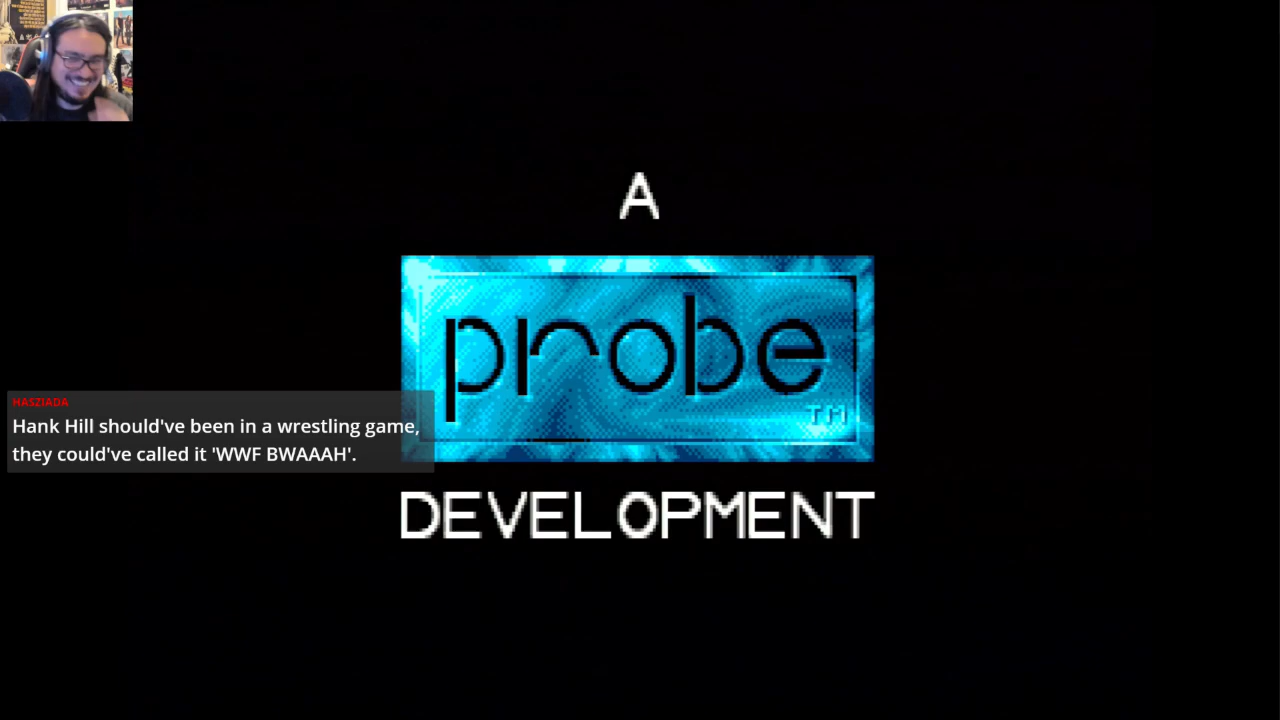 A
probe
TM
DEVELOPMENT
HASZIADA
Hank Hill should've been in a wrestling game,
they could've called it 'WWF BWAAAH'.